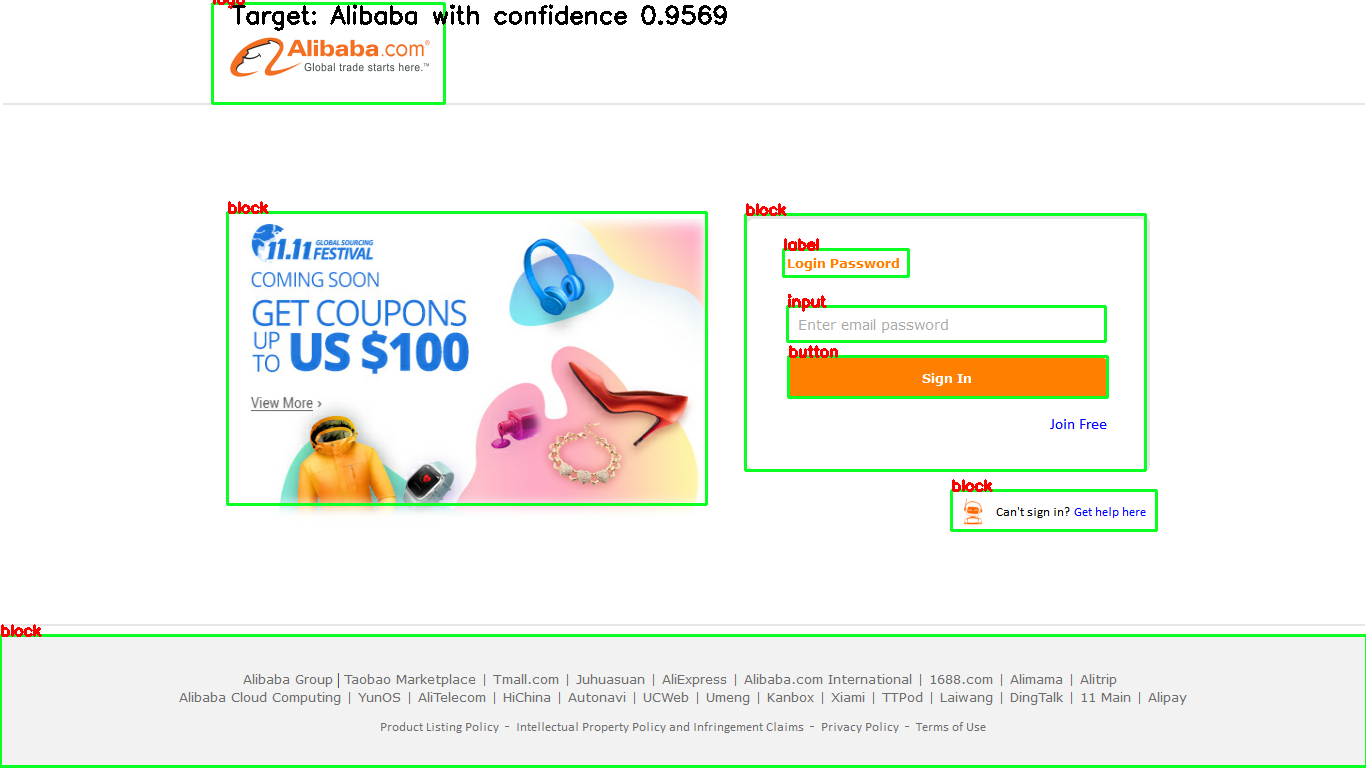 logo
Target: Alibaba with confidence 0.9569
Alibaba.com®
Global trade starts here.™
block
11.11 GLOBAL SOURCING FESTIVAL
COMING SOON
GET COUPONS
UP TO US $100
View More ›
block
label
Login Password
input
Enter email password
button
Sign In
Join Free
block
Can't sign in? Get help here
block
Alibaba Group | Taobao Marketplace | Tmall.com | Juhuasuan | AliExpress | Alibaba.com International | 1688.com | Alimama | Alitrip
Alibaba Cloud Computing | YunOS | AliTelecom | HiChina | Autonavi | UCWeb | Umeng | Kanbox | Xiami | TTPod | Laiwang | DingTalk | 11 Main | Alipay
Product Listing Policy - Intellectual Property Policy and Infringement Claims - Privacy Policy - Terms of Use